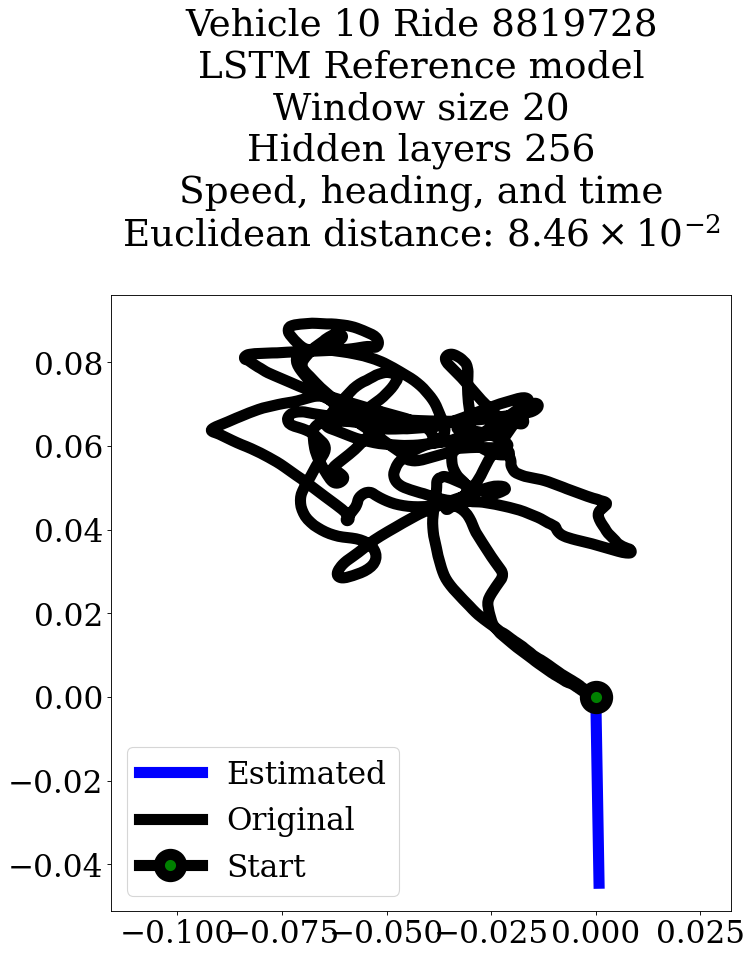 Vehicle 10 Ride 8819728
LSTM Reference model
Window size 20
Hidden layers 256
Speed, heading, and time
Euclidean distance: 8.46 × 10⁻²
0.08
0.06
0.04
0.02
0.00
−0.02
−0.04
Estimated
Original
Start
−0.100 −0.075 −0.050 −0.025 0.000 0.025